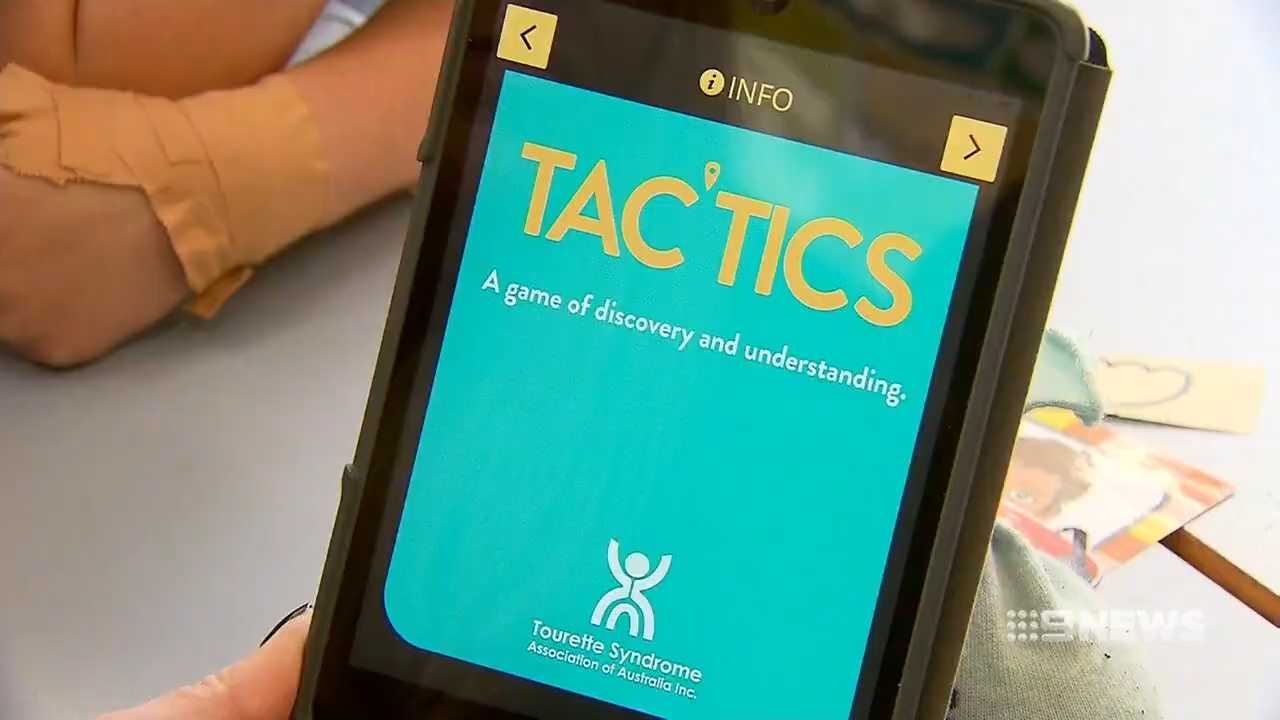 <
i INFO
>
TAC'TICS
A game of discovery and understanding.
Tourette Syndrome
Association of Australia Inc.
9NEWS